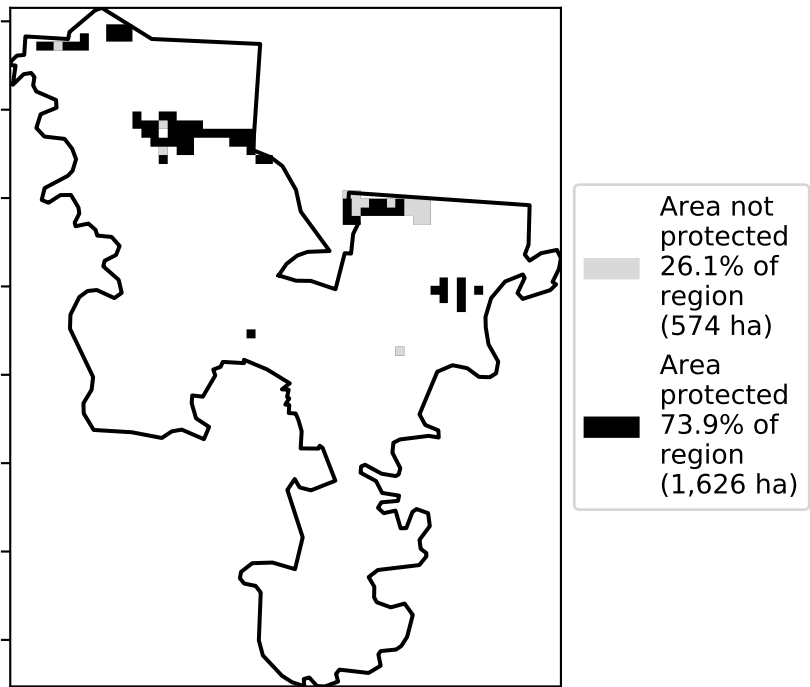 Area not
protected
26.1% of
region
(574 ha)
Area
protected
73.9% of
region
(1,626 ha)